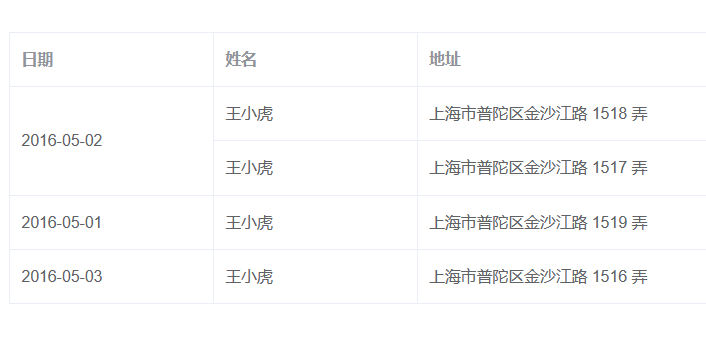 日期 姓名 地址
2016-05-02 王小虎 上海市普陀区金沙江路 1518 弄
王小虎 上海市普陀区金沙江路 1517 弄
2016-05-01 王小虎 上海市普陀区金沙江路 1519 弄
2016-05-03 王小虎 上海市普陀区金沙江路 1516 弄